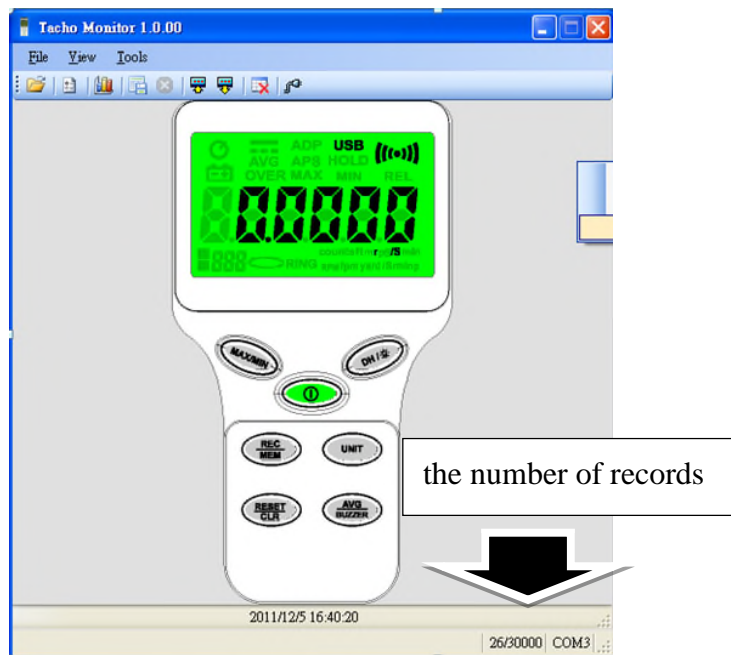 Tacho Monitor 1.0.00
File View Tools
ADP USB
AVG APS HOLD ((•))
OVER MAX MIN REL
0.0000
RING
r /S
MAX/MIN
DH /
REC
MEM
UNIT
RESET
CLR
AVG
BUZZER
the number of records
2011/12/5 16:40:20
26/30000 COM3